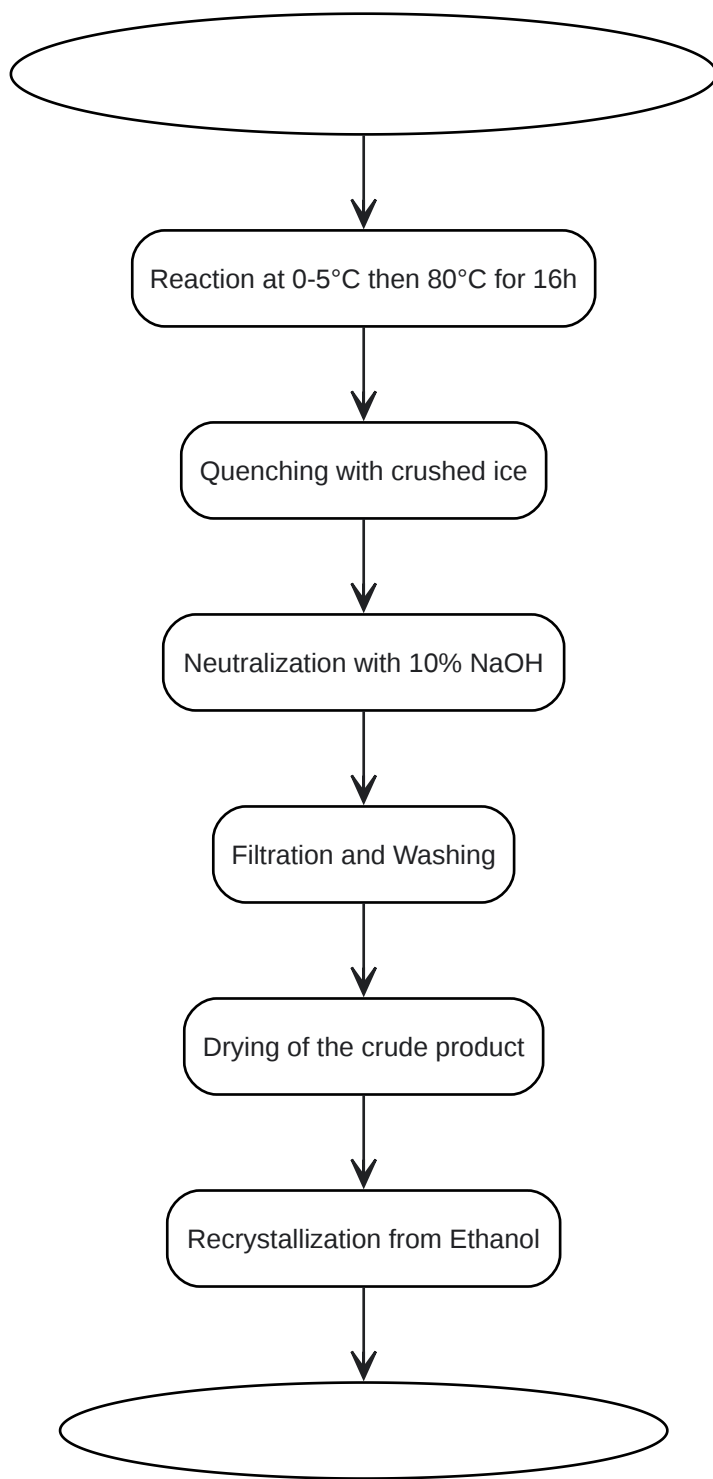 Reaction at 0-5°C then 80°C for 16h
Quenching with crushed ice
Neutralization with 10% NaOH
Filtration and Washing
Drying of the crude product
Recrystallization from Ethanol